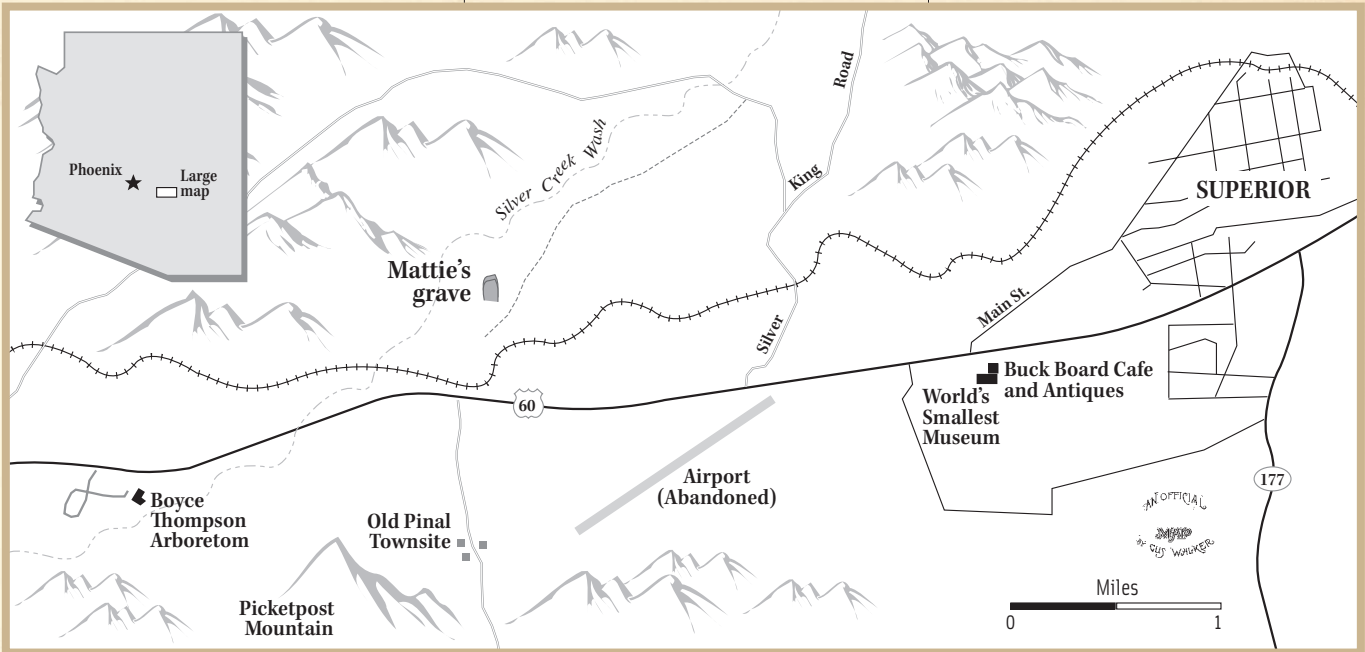 Phoenix
Large
map
Silver Creek Wash
Road
King
Silver
SUPERIOR
Mattie's
grave
Main St.
60
Buck Board Cafe
and Antiques
World's
Smallest
Museum
Airport
(Abandoned)
Boyce
Thompson
Arboretom
Old Pinal
Townsite
Picketpost
Mountain
177
AN OFFICIAL
MAP
BY GUS WALKER
Miles
0 1